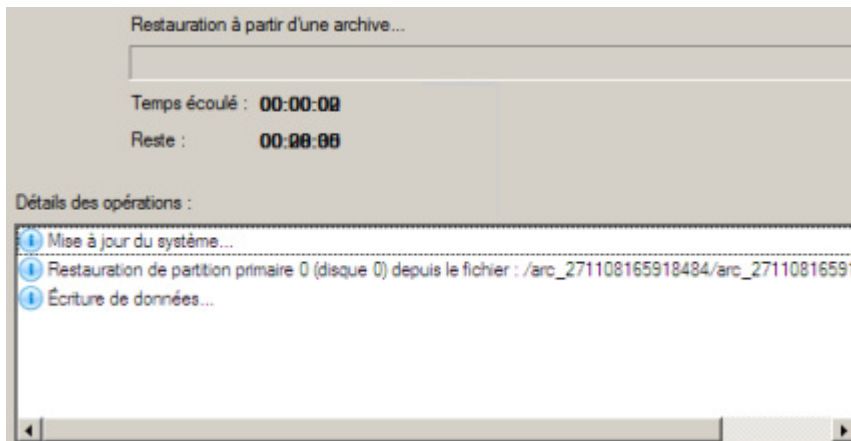 Restauration à partir d'une archive...
Temps écoulé :
Reste :
Détails des opérations :
Mise à jour du système...
Restauration de partition primaire 0 (disque 0) depuis le fichier : /arc_271108165918484/arc_2711081659
Écriture de données...